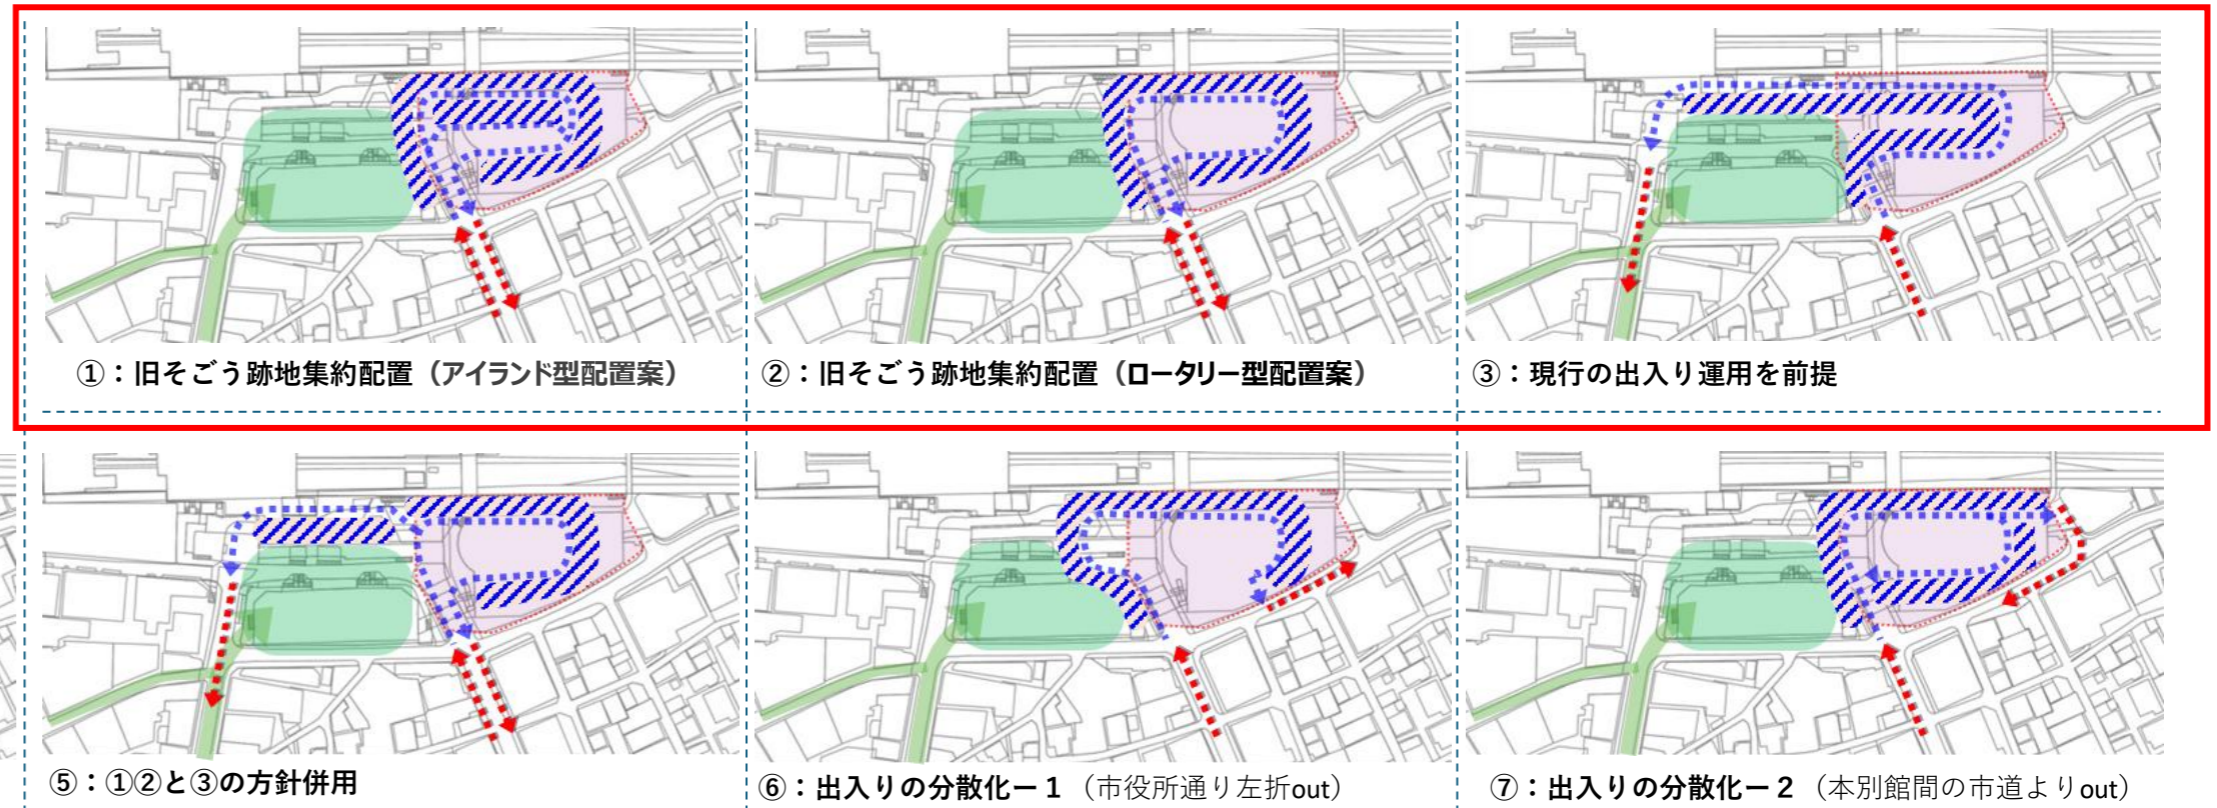 ①：旧そごう跡地集約配置（アイランド型配置案）
②：旧そごう跡地集約配置（ロータリー型配置案）
③：現行の出入り運用を前提
⑤：①②と③の方針併用
⑥：出入りの分散化ー１（市役所通り左折out）
⑦：出入りの分散化ー２（本別館間の市道よりout）